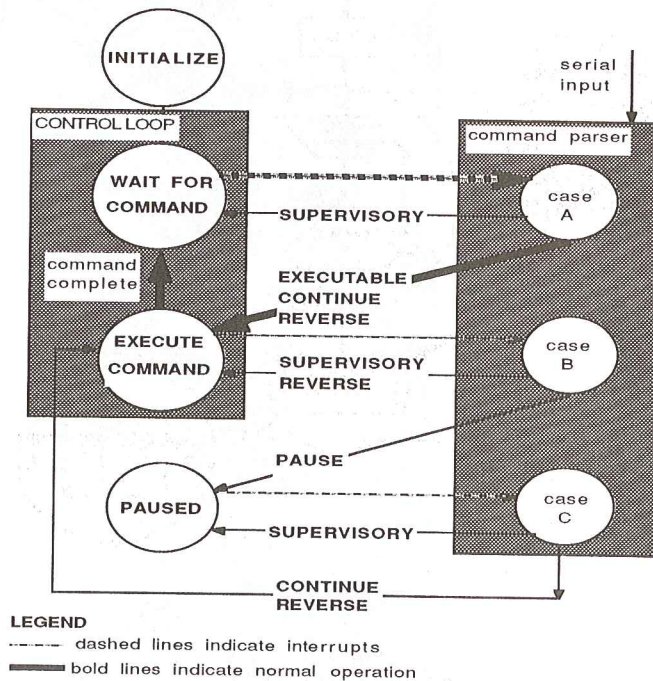 INITIALIZE
serial
input
CONTROL LOOP
command parser
WAIT FOR
COMMAND
case
A
SUPERVISORY
command
complete
EXECUTABLE
CONTINUE
REVERSE
EXECUTE
COMMAND
case
B
SUPERVISORY
REVERSE
PAUSE
PAUSED
case
C
SUPERVISORY
CONTINUE
REVERSE
LEGEND
dashed lines indicate interrupts
bold lines indicate normal operation